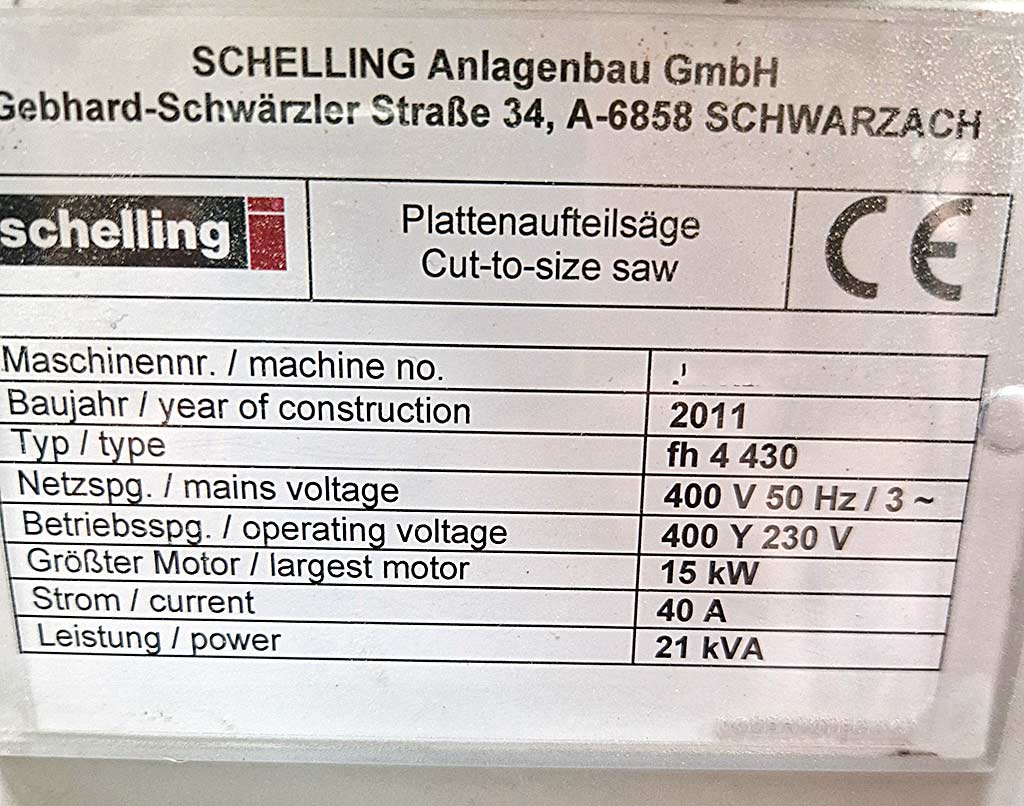 SCHELLING Anlagenbau GmbH
Gebhard-Schwärzler Straße 34, A-6858 SCHWARZACH
schelling
Plattenaufteilsäge
Cut-to-size saw
CE
Maschinennr. / machine no.
Baujahr / year of construction 2011
Typ / type fh 4 430
Netzspg. / mains voltage 400 V 50 Hz / 3 ~
Betriebsspg. / operating voltage 400 Y 230 V
Größter Motor / largest motor 15 kW
Strom / current 40 A
Leistung / power 21 kVA